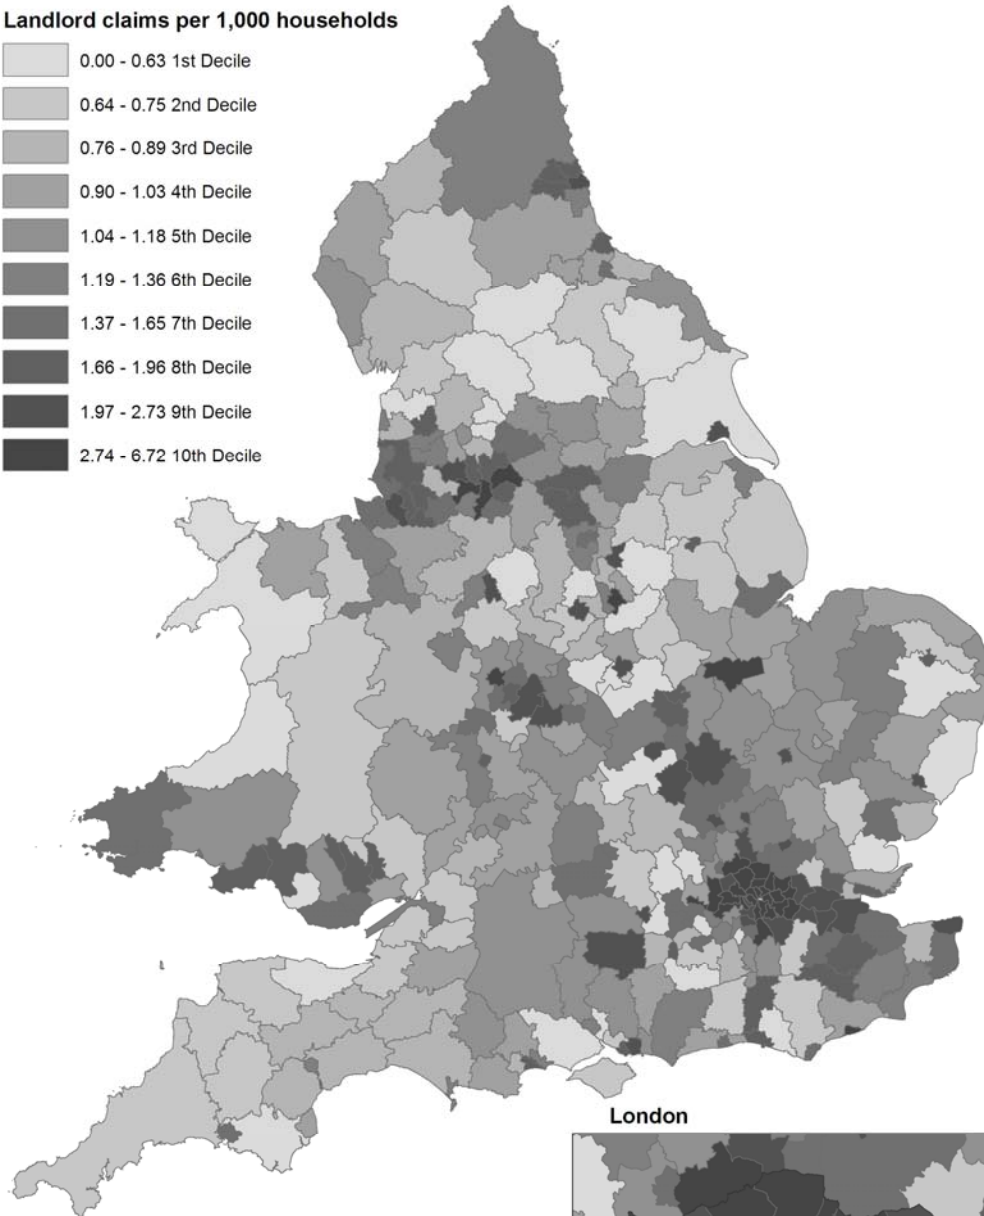 Landlord claims per 1,000 households
0.00 - 0.63 1st Decile
0.64 - 0.75 2nd Decile
0.76 - 0.89 3rd Decile
0.90 - 1.03 4th Decile
1.04 - 1.18 5th Decile
1.19 - 1.36 6th Decile
1.37 - 1.65 7th Decile
1.66 - 1.96 8th Decile
1.97 - 2.73 9th Decile
2.74 - 6.72 10th Decile
London